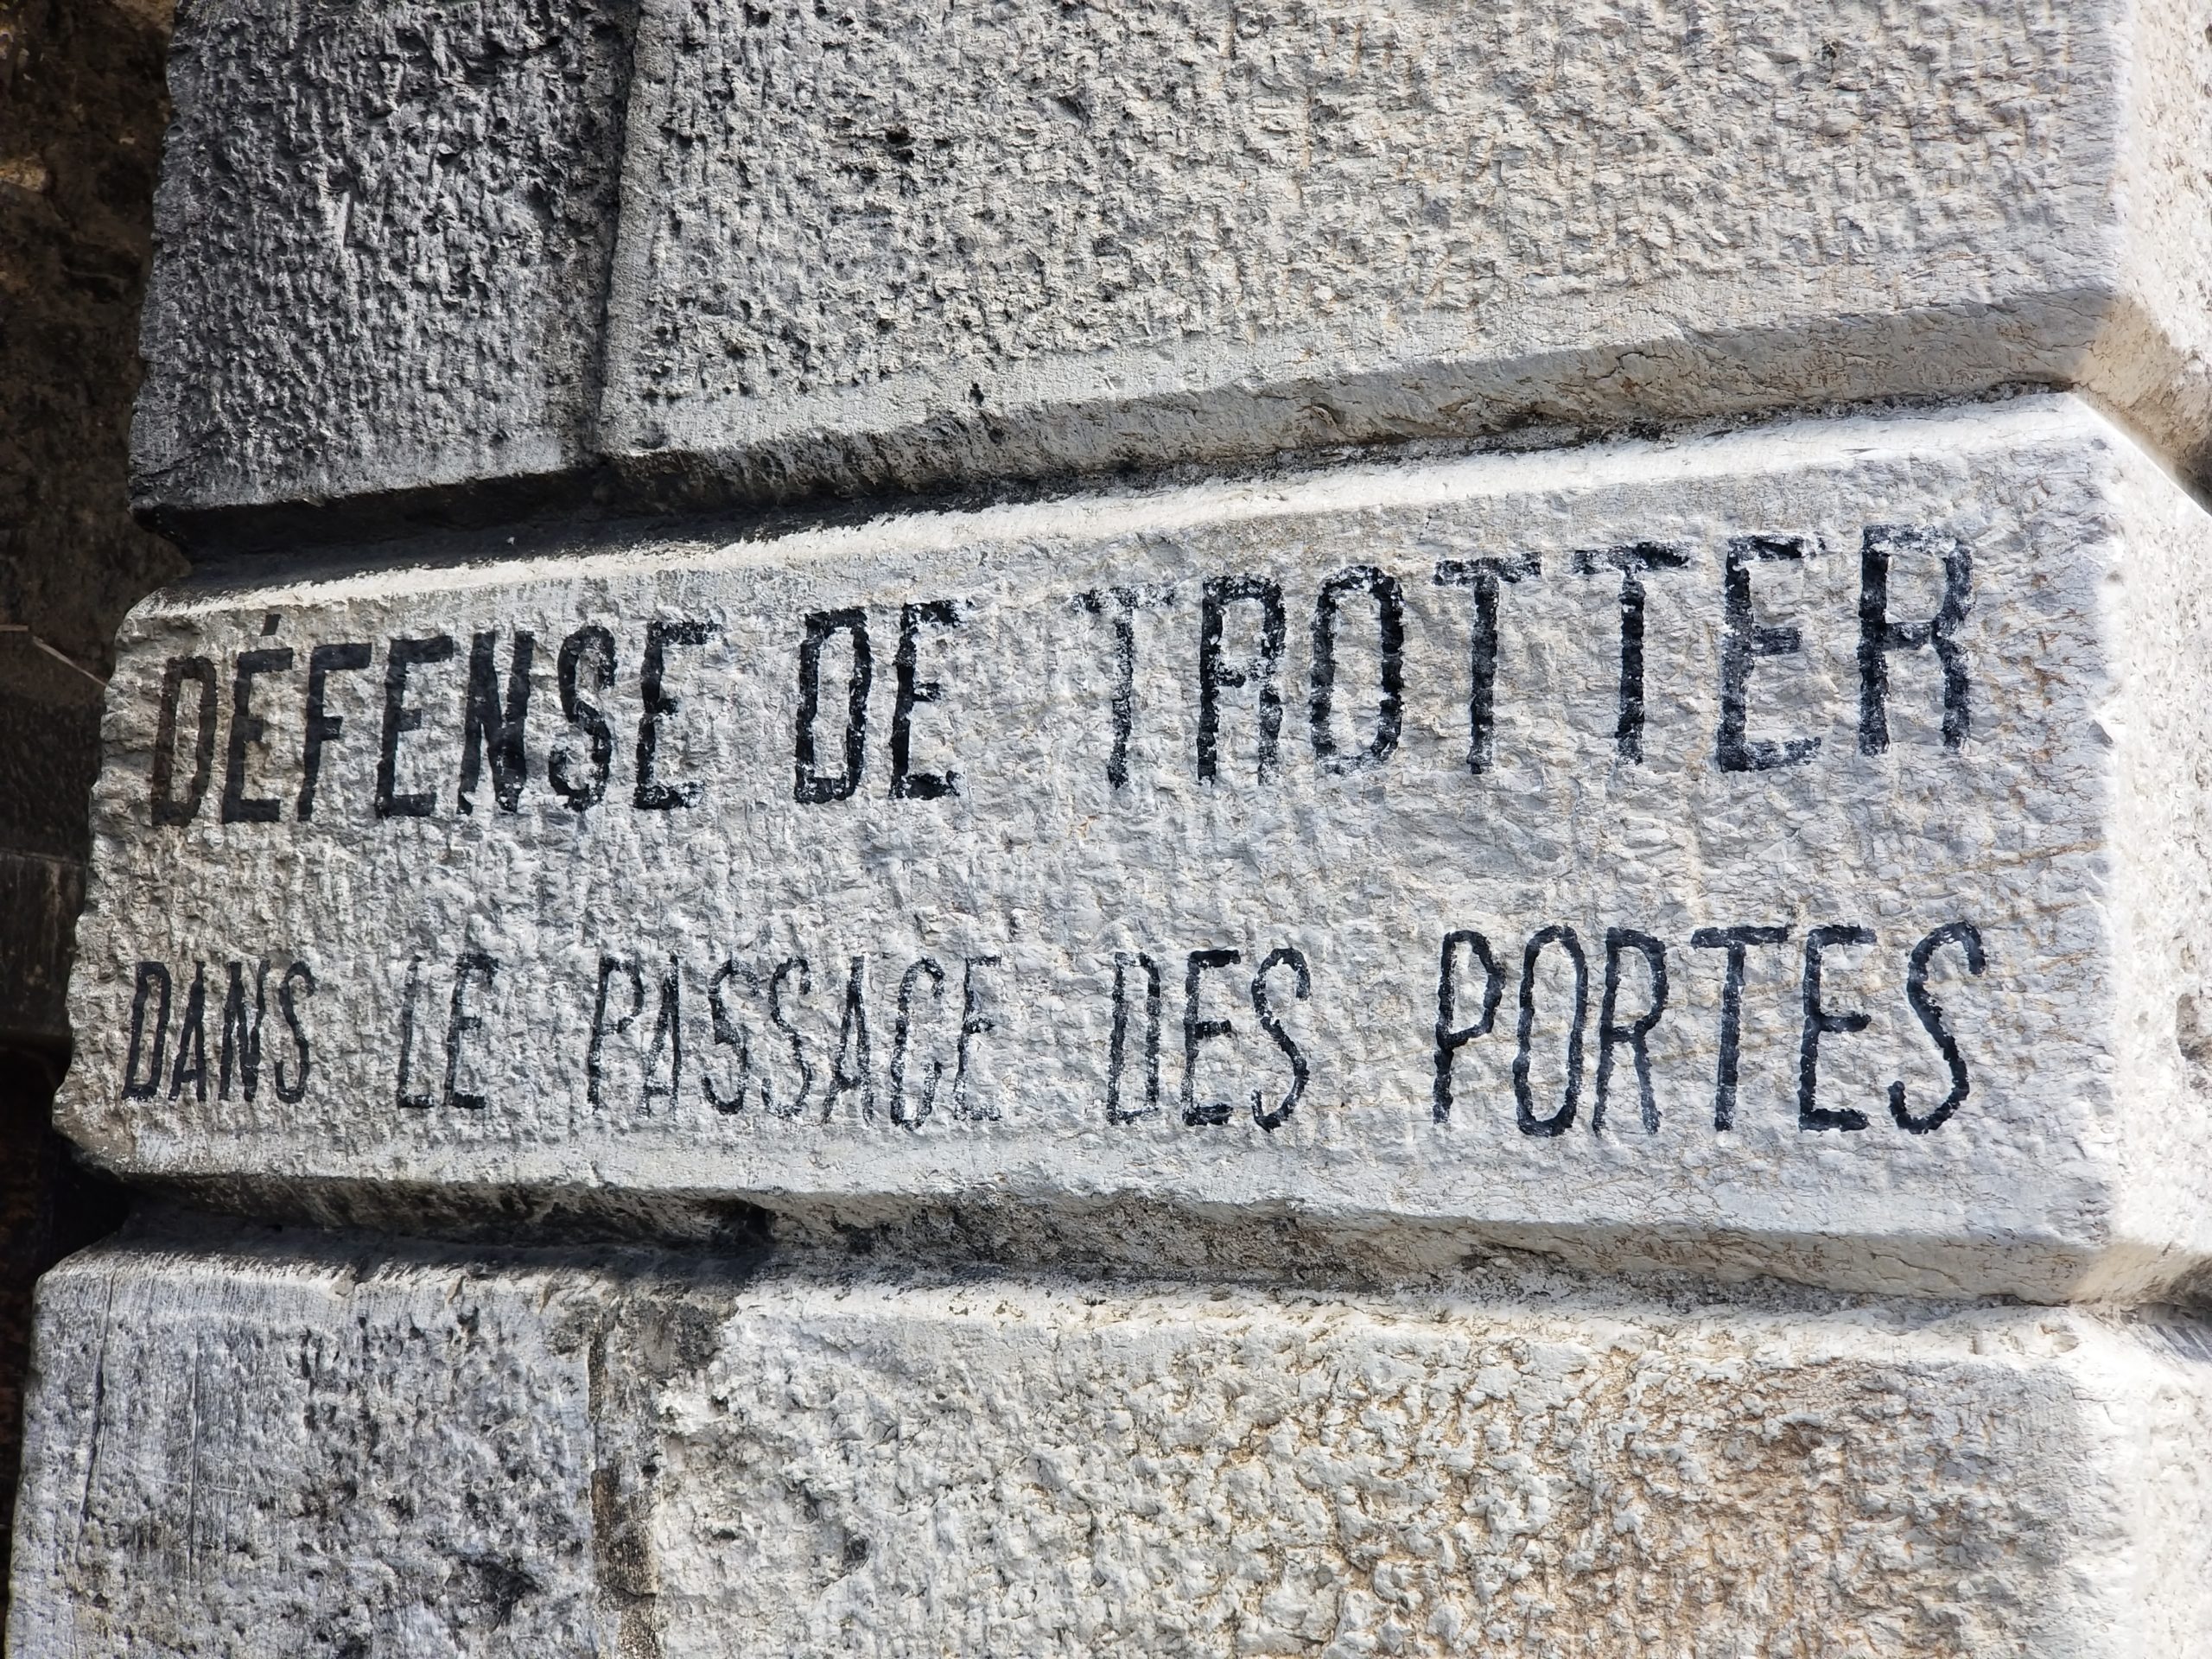 DÉFENSE DE TROTTER
DANS LE PASSAGE DES PORTES